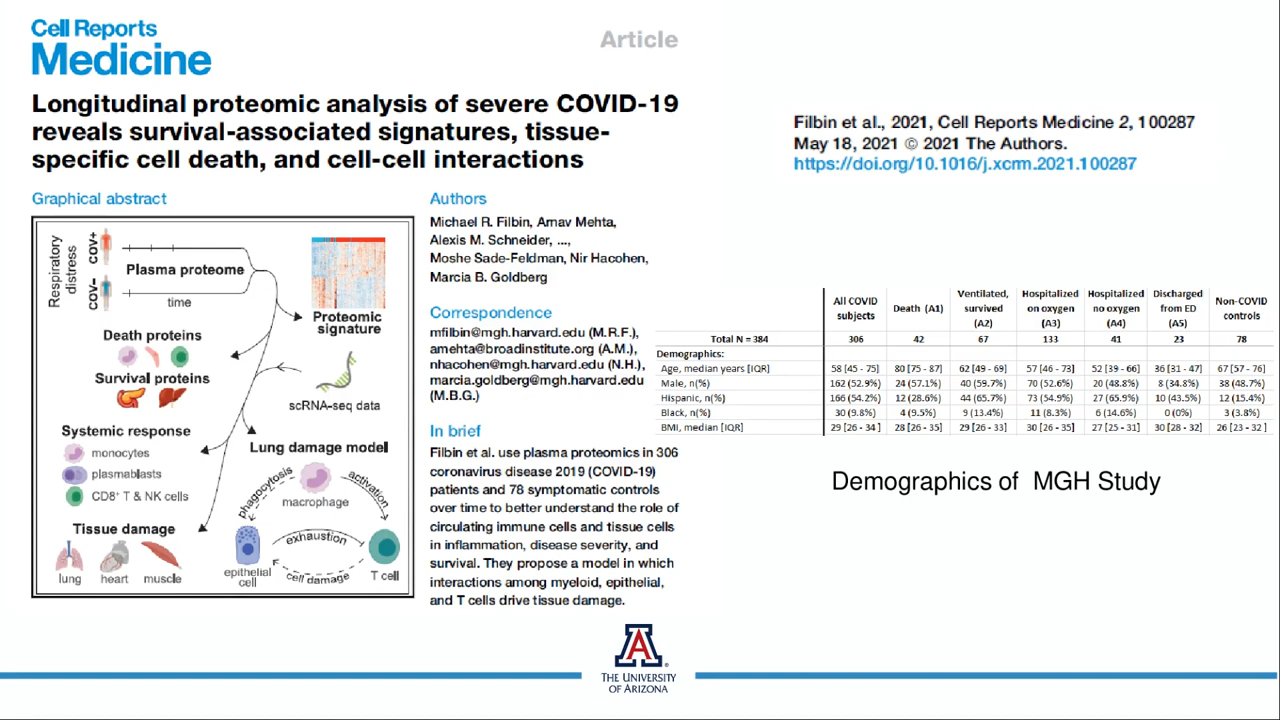 Cell Reports
Medicine
Article
Longitudinal proteomic analysis of severe COVID-19
reveals survival-associated signatures, tissue-
specific cell death, and cell-cell interactions
Filbin et al., 2021, Cell Reports Medicine 2, 100287
May 18, 2021 © 2021 The Authors.
https://doi.org/10.1016/j.xcrm.2021.100287
Graphical abstract
Respiratory
distress
COV+
COV−
Plasma proteome
time
Proteomic
signature
Death proteins
Survival proteins
scRNA-seq data
Systemic response
monocytes
plasmablasts
CD8+ T & NK cells
Lung damage model
phagocytosis
activation
macrophage
exhaustion
cell damage
epithelial
cell
T cell
Tissue damage
lung heart muscle
Authors
Michael R. Filbin, Arnav Mehta,
Alexis M. Schneider, ...,
Moshe Sade-Feldman, Nir Hacohen,
Marcia B. Goldberg
Correspondence
mfilbin@mgh.harvard.edu (M.R.F.),
amehta@broadinstitute.org (A.M.),
nhacohen@mgh.harvard.edu (N.H.),
marcia.goldberg@mgh.harvard.edu
(M.B.G.)
In brief
Filbin et al. use plasma proteomics in 306
coronavirus disease 2019 (COVID-19)
patients and 78 symptomatic controls
over time to better understand the role of
circulating immune cells and tissue cells
in inflammation, disease severity, and
survival. They propose a model in which
interactions among myeloid, epithelial,
and T cells drive tissue damage.
All COVID subjects Death (A1) Ventilated, survived (A2) Hospitalized on oxygen (A3) Hospitalized no oxygen (A4) Discharged from ED (A5) Non-COVID controls
Total N = 384 306 42 67 133 41 23 78
Demographics:
Age, median years [IQR] 58 [45 - 75] 80 [75 - 87] 62 [49 - 69] 57 [46 - 73] 52 [39 - 66] 36 [31 - 47] 67 [57 - 76]
Male, n(%) 162 (52.9%) 24 (57.1%) 40 (59.7%) 70 (52.6%) 20 (48.8%) 8 (34.8%) 38 (48.7%)
Hispanic, n(%) 166 (54.2%) 12 (28.6%) 44 (65.7%) 73 (54.9%) 27 (65.9%) 10 (43.5%) 12 (15.4%)
Black, n(%) 30 (9.8%) 4 (9.5%) 9 (13.4%) 11 (8.3%) 6 (14.6%) 0 (0%) 3 (3.8%)
BMI, median [IQR] 29 [26 - 34 ] 28 [26 - 35] 29 [26 - 33] 30 [26 - 35] 27 [25 - 31] 30 [28 - 32] 26 [23 - 32 ]
Demographics of MGH Study
THE UNIVERSITY
OF ARIZONA